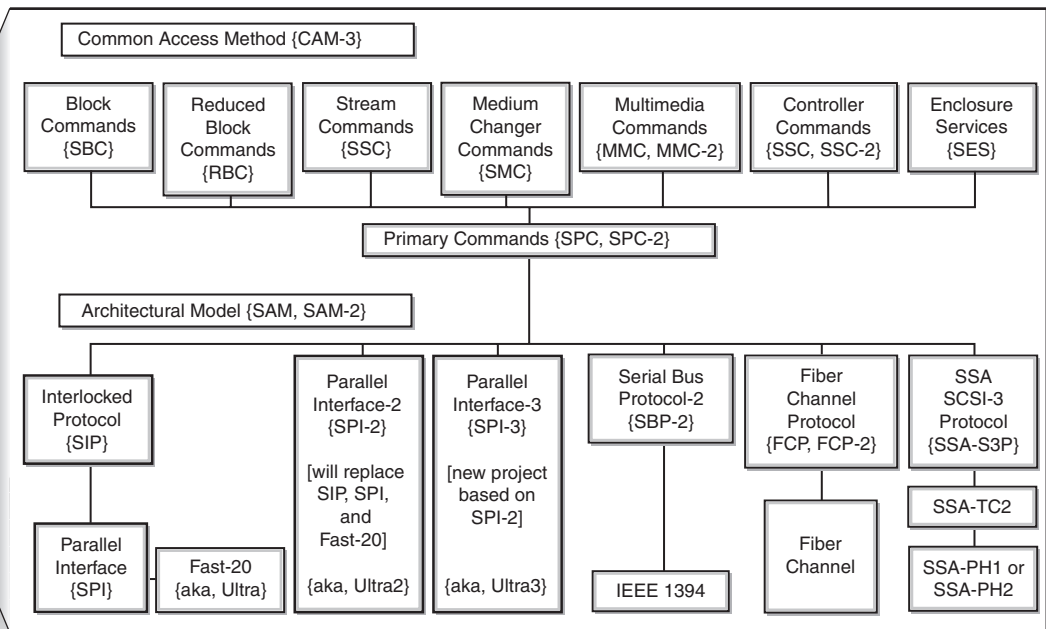 Common Access Method {CAM-3}
Block
Commands
{SBC}
Reduced
Block
Commands
{RBC}
Stream
Commands
{SSC}
Medium
Changer
Commands
{SMC}
Multimedia
Commands
{MMC, MMC-2}
Controller
Commands
{SSC, SSC-2}
Enclosure
Services
{SES}
Primary Commands {SPC, SPC-2}
Architectural Model {SAM, SAM-2}
Interlocked
Protocol
{SIP}
Parallel
Interface
{SPI}
Fast-20
{aka, Ultra}
Parallel
Interface-2
{SPI-2}
[will replace
SIP, SPI,
and
Fast-20]
{aka, Ultra2}
Parallel
Interface-3
{SPI-3}
[new project
based on
SPI-2]
{aka, Ultra3}
Serial Bus
Protocol-2
{SBP-2}
IEEE 1394
Fiber
Channel
Protocol
{FCP, FCP-2}
Fiber
Channel
SSA
SCSI-3
Protocol
{SSA-S3P}
SSA-TC2
SSA-PH1 or
SSA-PH2